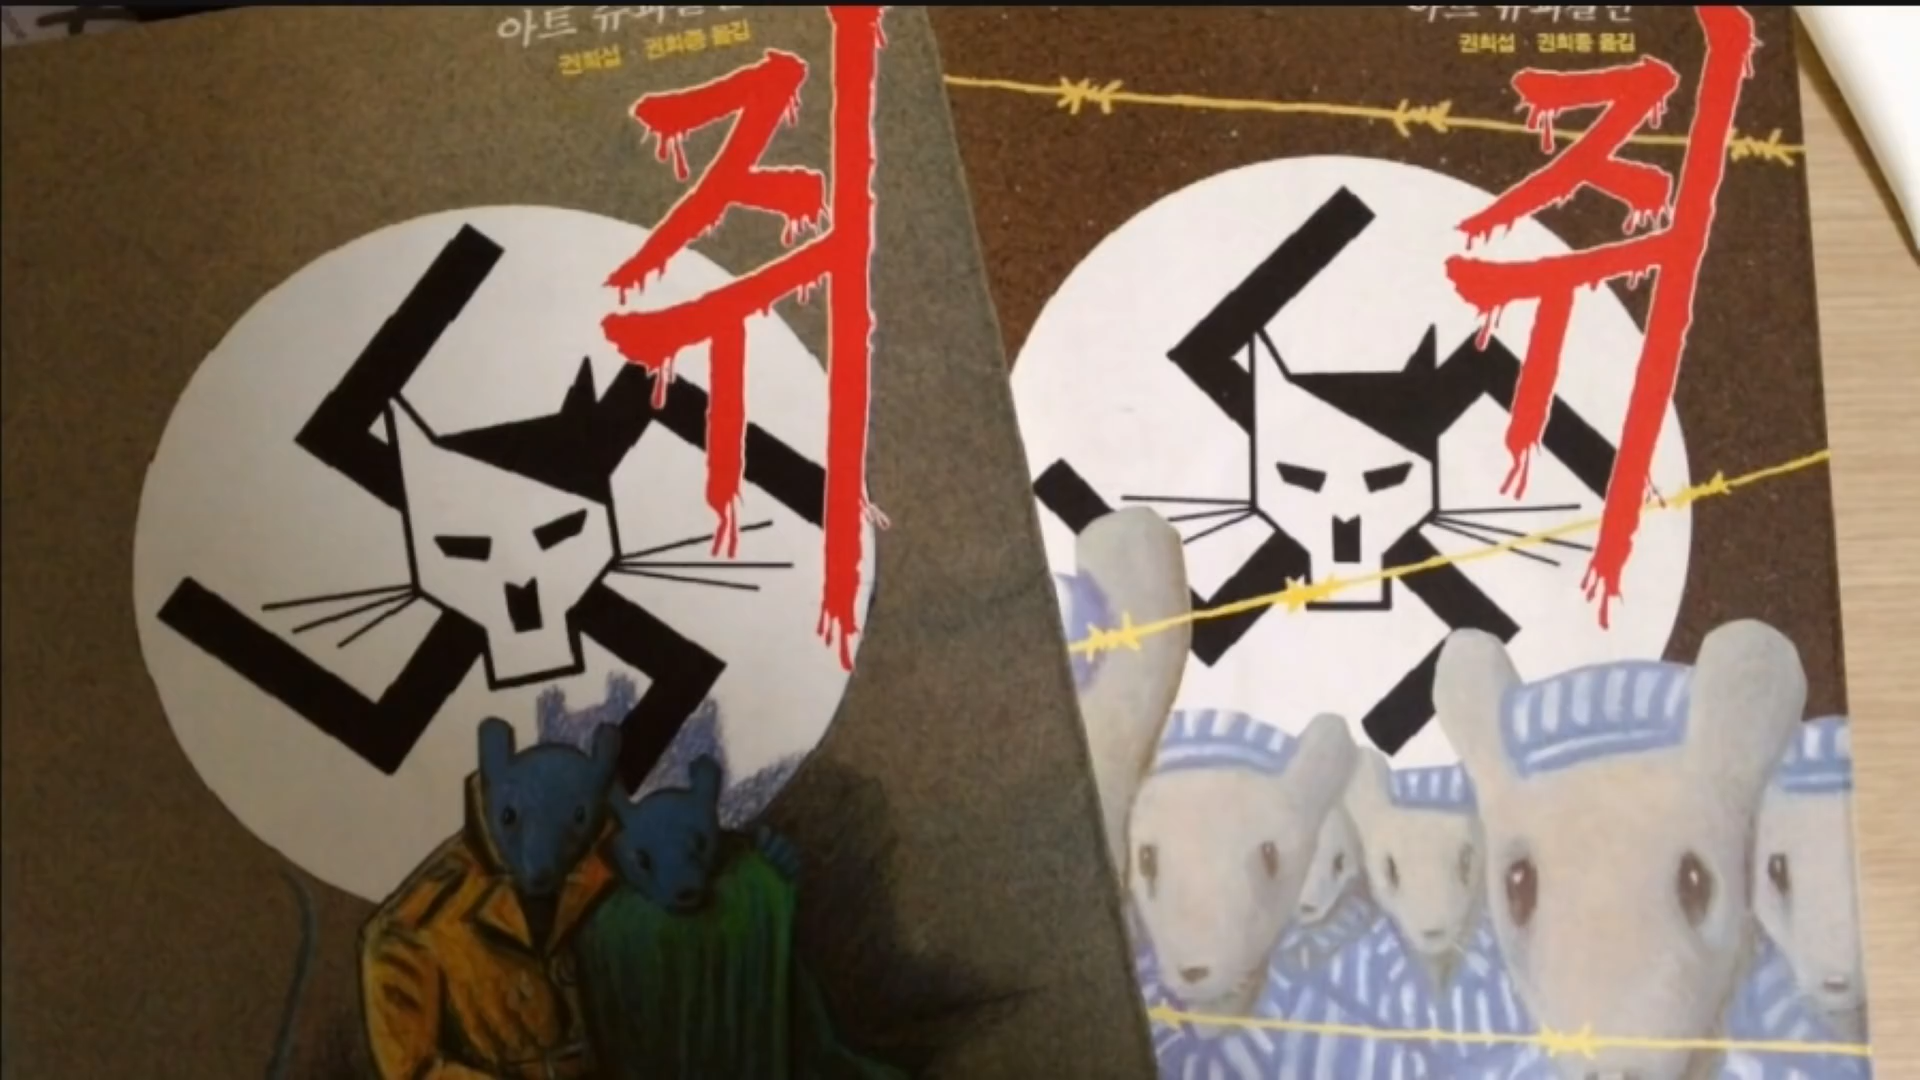 아트 슈피겔만
권희섭 · 권희종 옮김
쥐
아트 슈피겔만
권희섭 · 권희종 옮김
쥐